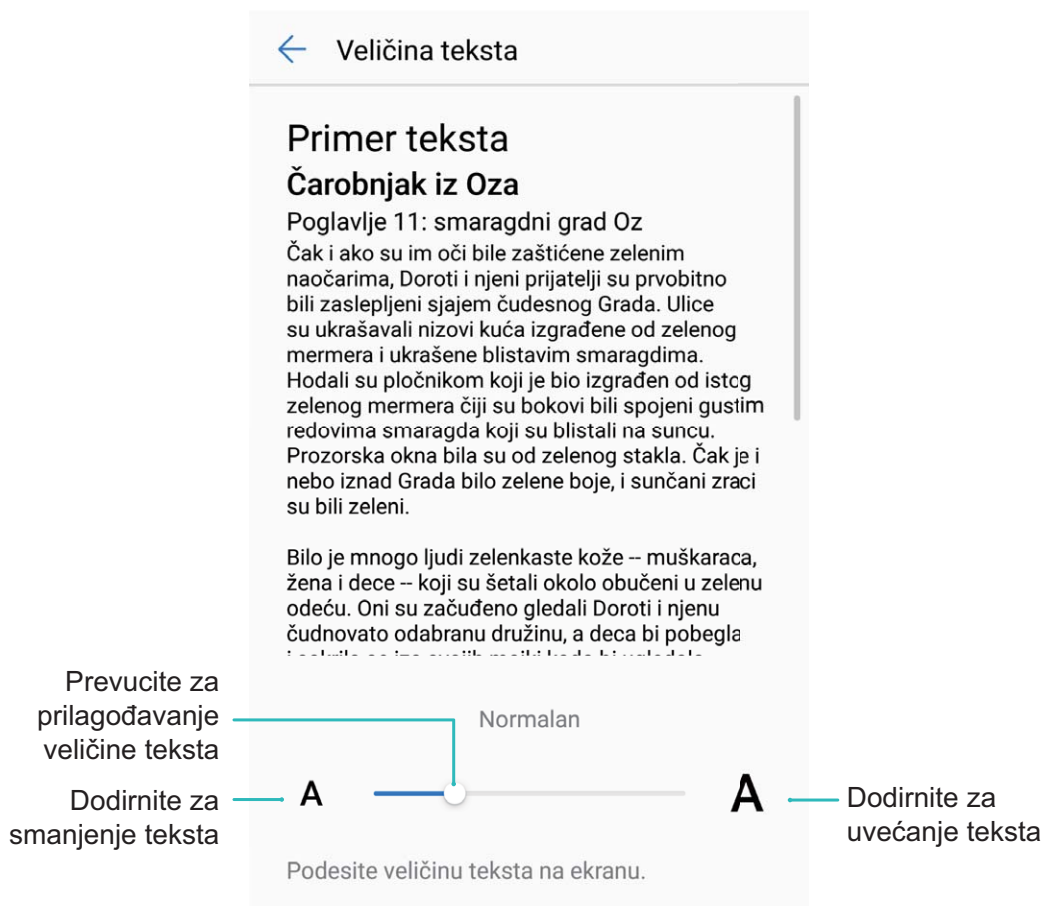 Veličina teksta
Primer teksta
Čarobnjak iz Oza
Poglavlje 11: smaragdni grad Oz
Čak i ako su im oči bile zaštićene zelenim
naočarima, Doroti i njeni prijatelji su prvobitno
bili zaslepljeni sjajem čudesnog Grada. Ulice
su ukrašavali nizovi kuća izgrađene od zelenog
mermera i ukrašene blistavim smaragdima.
Hodali su pločnikom koji je bio izgrađen od istog
zelenog mermera čiji su bokovi bili spojeni gustim
redovima smaragda koji su blistali na suncu.
Prozorska okna bila su od zelenog stakla. Čak je i
nebo iznad Grada bilo zelene boje, i sunčani zraci
su bili zeleni.
Bilo je mnogo ljudi zelenkaste kože -- muškaraca,
žena i dece -- koji su šetali okolo obučeni u zelenu
odeću. Oni su začuđeno gledali Doroti i njenu
čudnovato odabranu družinu, a deca bi pobegla
Prevucite za
prilagođavanje
veličine teksta
Normalan
Dodirnite za
smanjenje teksta
A
A
Dodirnite za
uvećanje teksta
Podesite veličinu teksta na ekranu.